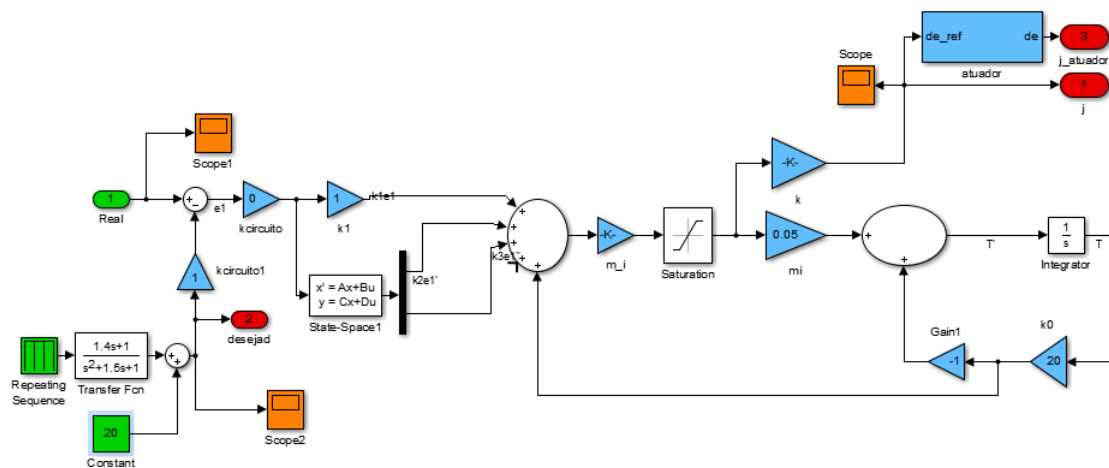 Scope
de_ref
de
atuador
3
j_atuador
1
j
Scope1
1
Real
e1
0
kcircuito
1
k1
k1e1
-K-
k
-K-
m_i
Saturation
0.05
mi
T'
1
s
Integrator
T
1
kcircuito1
x' = Ax+Bu
y = Cx+Du
State-Space1
k2e1'
k3e1''
2
desejad
Gain1
-1
k0
20
Repeating
Sequence
1.4s+1
s²+1.5s+1
Transfer Fcn
20
Constant
Scope2